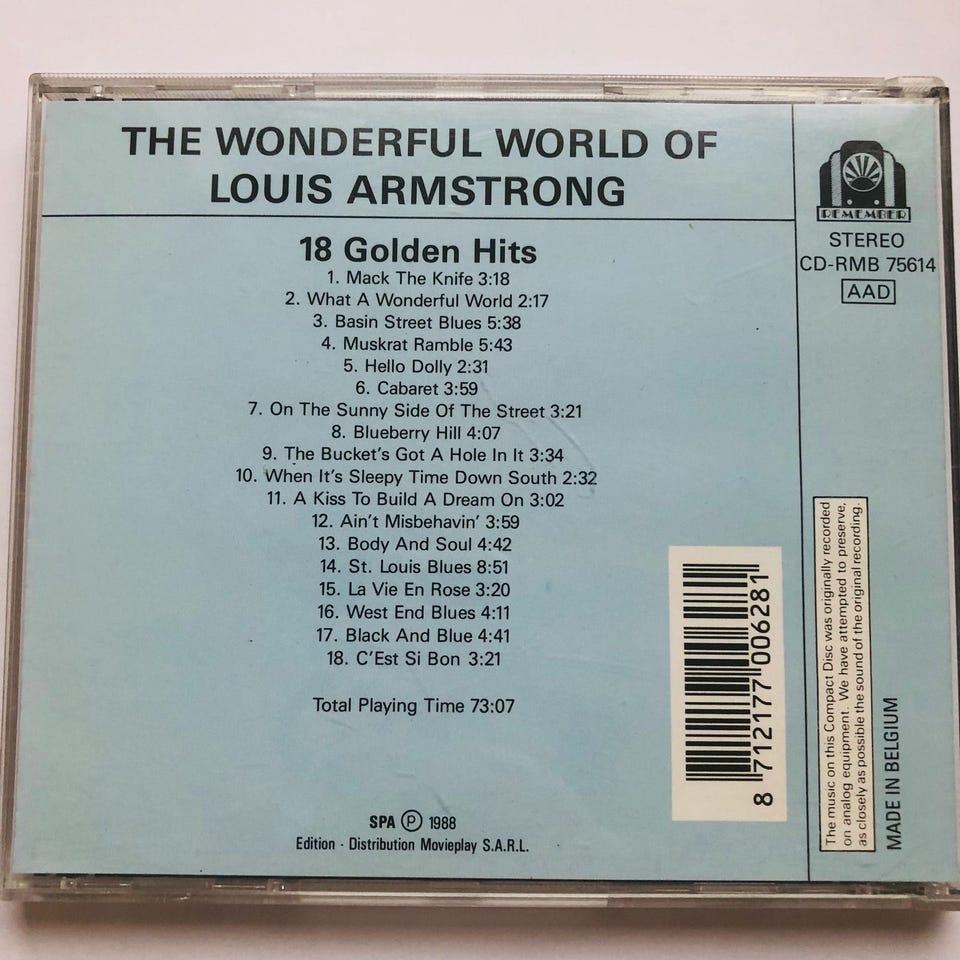 THE WONDERFUL WORLD OF
LOUIS ARMSTRONG
18 Golden Hits
1. Mack The Knife 3:18
2. What A Wonderful World 2:17
3. Basin Street Blues 5:38
4. Muskrat Ramble 5:43
5. Hello Dolly 2:31
6. Cabaret 3:59
7. On The Sunny Side Of The Street 3:21
8. Blueberry Hill 4:07
9. The Bucket's Got A Hole In It 3:34
10. When It's Sleepy Time Down South 2:32
11. A Kiss To Build A Dream On 3:02
12. Ain't Misbehavin' 3:59
13. Body And Soul 4:42
14. St. Louis Blues 8:51
15. La Vie En Rose 3:20
16. West End Blues 4:11
17. Black And Blue 4:41
18. C'Est Si Bon 3:21
Total Playing Time 73:07
SPA Ⓟ 1988
Edition · Distribution Movieplay S.A.R.L.
REMEMBER
STEREO
CD-RMB 75614
AAD
The music on this Compact Disc was originally recorded
on analog equipment. We have attempted to preserve,
as closely as possible the sound of the original recording.
MADE IN BELGIUM
8 712177 006281